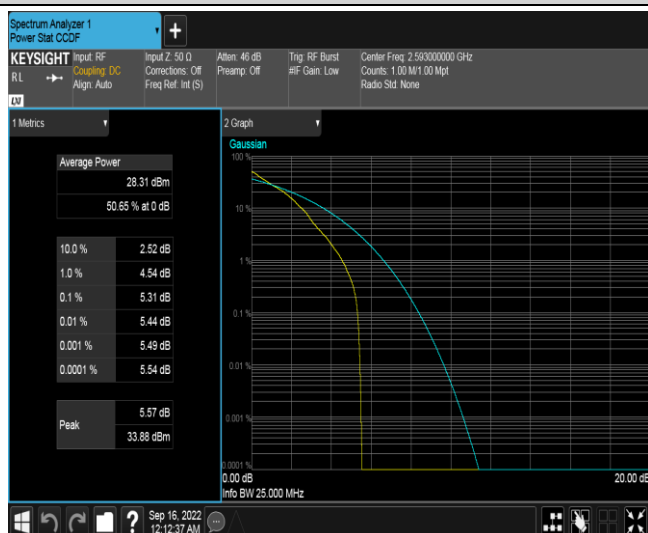 Spectrum Analyzer 1
Power Stat CCDF
KEYSIGHT
RL
LXI
Input: RF
Coupling: DC
Align: Auto
Input Z: 50 Ω
Corrections: Off
Freq Ref: Int (S)
Atten: 46 dB
Preamp: Off
Trig: RF Burst
#IF Gain: Low
Center Freq: 2.593000000 GHz
Counts: 1.00 M/1.00 Mpt
Radio Std: None
1 Metrics
Average Power
28.31 dBm
50.65 % at 0 dB
10.0 % 2.52 dB
1.0 % 4.54 dB
0.1 % 5.31 dB
0.01 % 5.44 dB
0.001 % 5.49 dB
0.0001 % 5.54 dB
Peak
5.57 dB
33.88 dBm
2 Graph
Gaussian
100 %
10 %
1 %
0.1 %
0.01 %
0.001 %
0.0001 %
0.00 dB
20.00 dB
Info BW 25.000 MHz
?
Sep 16, 2022
12:12:37 AM